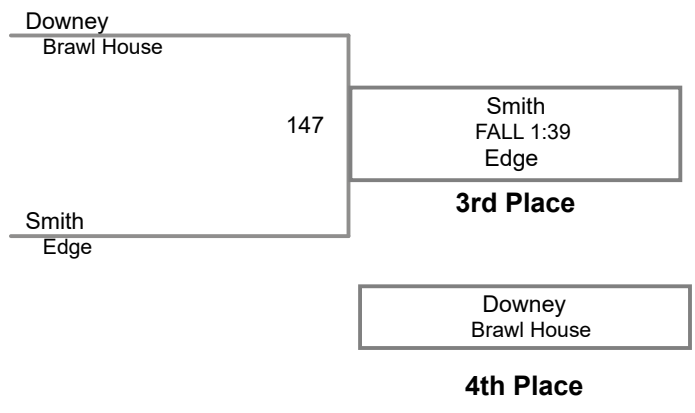 Downey
Brawl House
147
Smith
FALL 1:39
Edge
3rd Place
Smith
Edge
Downey
Brawl House
4th Place